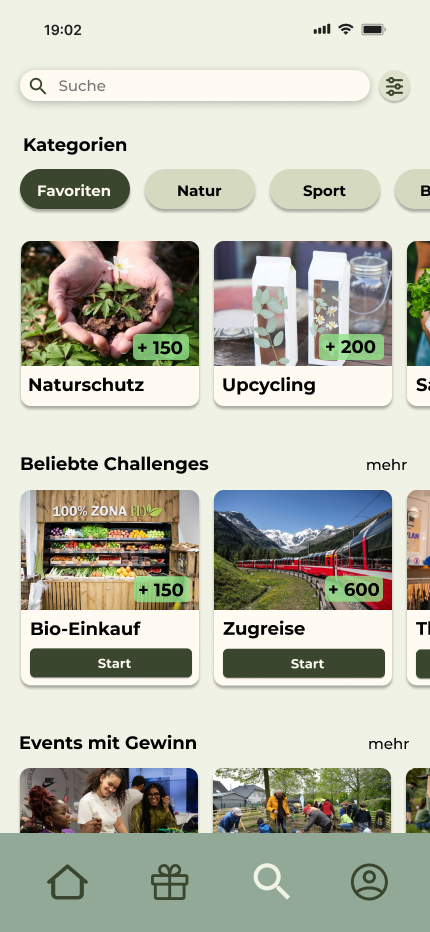 19:02
Suche
Kategorien
Favoriten
Natur
Sport
B
+ 150
+ 200
Naturschutz
Upcycling
Sa
Beliebte Challenges
mehr
100% ZONA BIO
+ 150
+ 600
PLAN
Bio-Einkauf
Zugreise
Start
Start
Events mit Gewinn
mehr